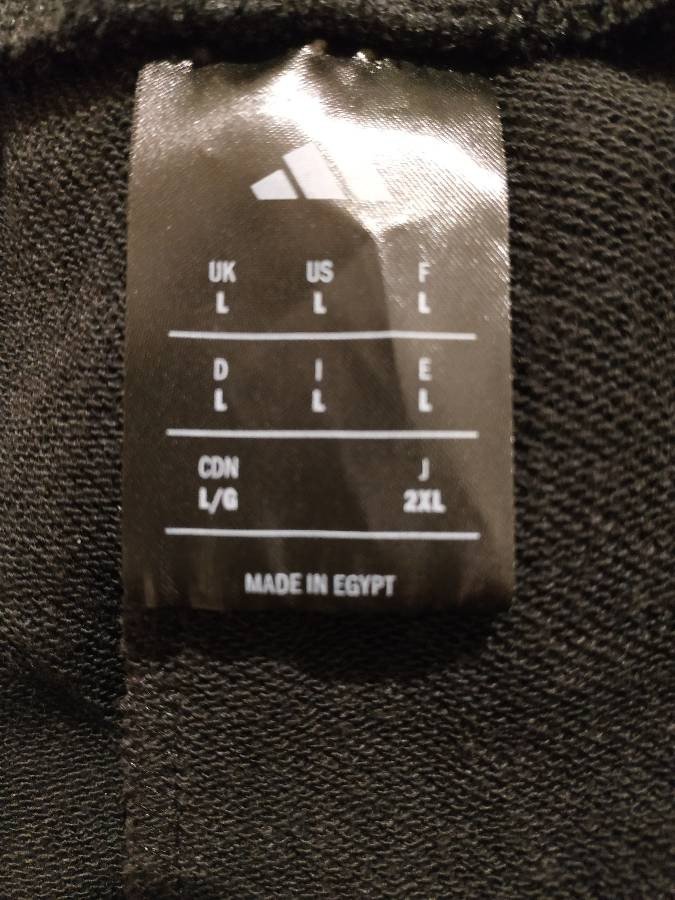 UK US F
L L L
D I E
L L L
CDN J
L/G 2XL
MADE IN EGYPT